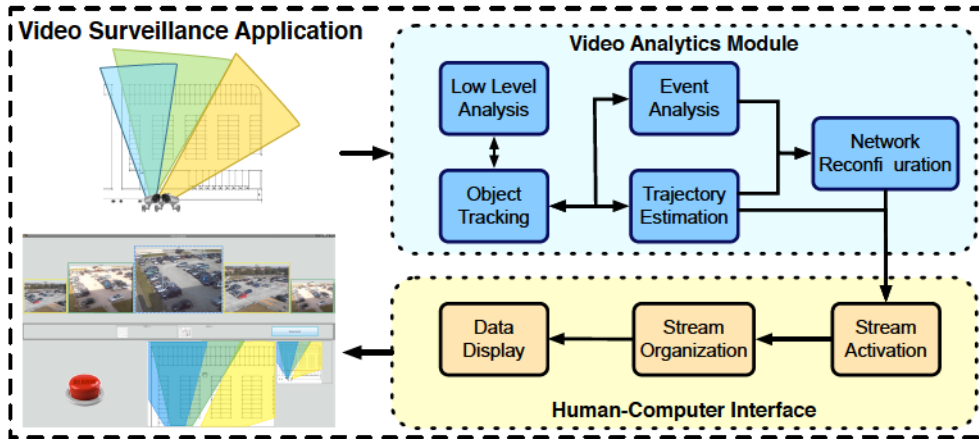 Video Surveillance Application
Video Analytics Module
Low Level
Analysis
Event
Analysis
Network
Reconfi uration
Object
Tracking
Trajectory
Estimation
Data
Display
Stream
Organization
Stream
Activation
Human-Computer Interface